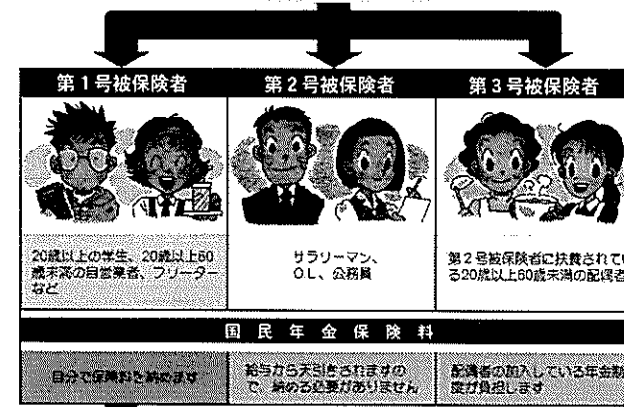 第1号被保険者
第2号被保険者
第3号被保険者
20歳以上の学生、20歳以上60
歳未満の自営業者、フリーター
など
サラリーマン、
O.L、公務員
第2号被保険者に扶養されてい
る20歳以上60歳未満の配偶者
国民年金保険料
自分で保険料を納めます
給与から天引きされますの
で、納める必要がありません
配偶者の加入している年金制
度が負担します